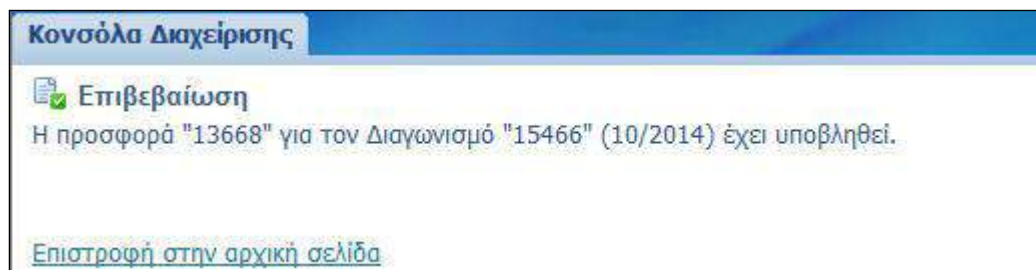 Κονσόλα Διαχείρισης
Επιβεβαίωση
Η προσφορά "13668" για τον Διαγωνισμό "15466" (10/2014) έχει υποβληθεί.
Επιστροφή στην αρχική σελίδα